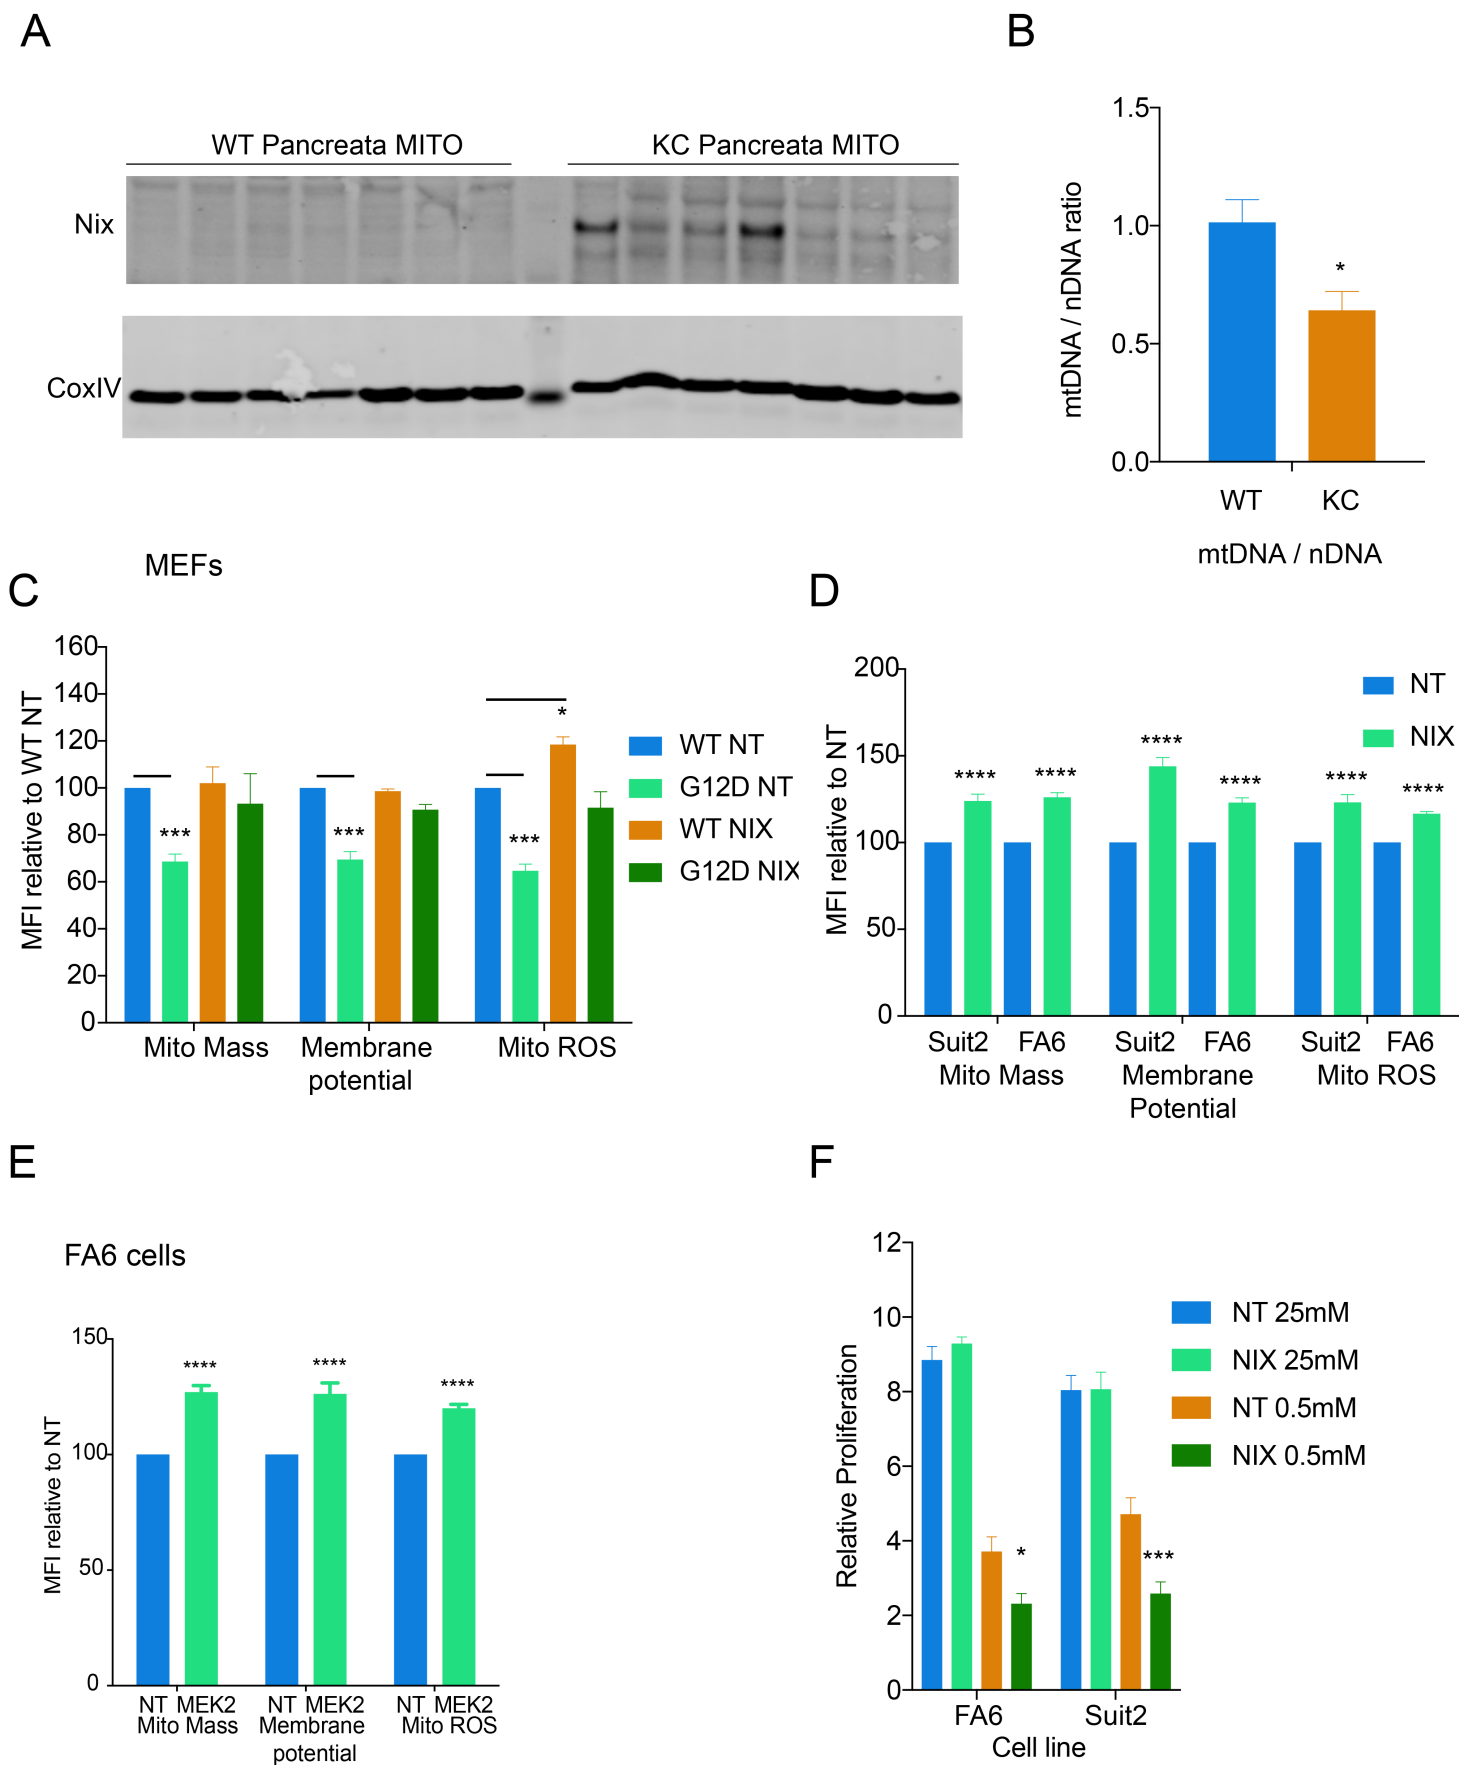 A
WT Pancreata MITO
KC Pancreata MITO
Nix
CoxIV
B
1.5
1.0
0.5
0.0
mtDNA / nDNA ratio
*
WT
KC
mtDNA / nDNA
MEFs
C
160
140
120
100
80
60
40
20
0
MFI relative to WT NT
***
***
***
*
WT NT
G12D NT
WT NIX
G12D NIX
Mito Mass
Membrane
potential
Mito ROS
D
200
150
100
50
0
MFI relative to NT
****
****
****
****
****
****
NT
NIX
Suit2 FA6
Suit2 FA6
Suit2 FA6
Mito Mass
Membrane
Potential
Mito ROS
E
FA6 cells
150
100
50
0
MFI relative to NT
****
****
****
NT MEK2
NT MEK2
NT MEK2
Mito Mass
Membrane
potential
Mito ROS
F
12
10
8
6
4
2
0
Relative Proliferation
*
***
NT 25mM
NIX 25mM
NT 0.5mM
NIX 0.5mM
FA6
Suit2
Cell line